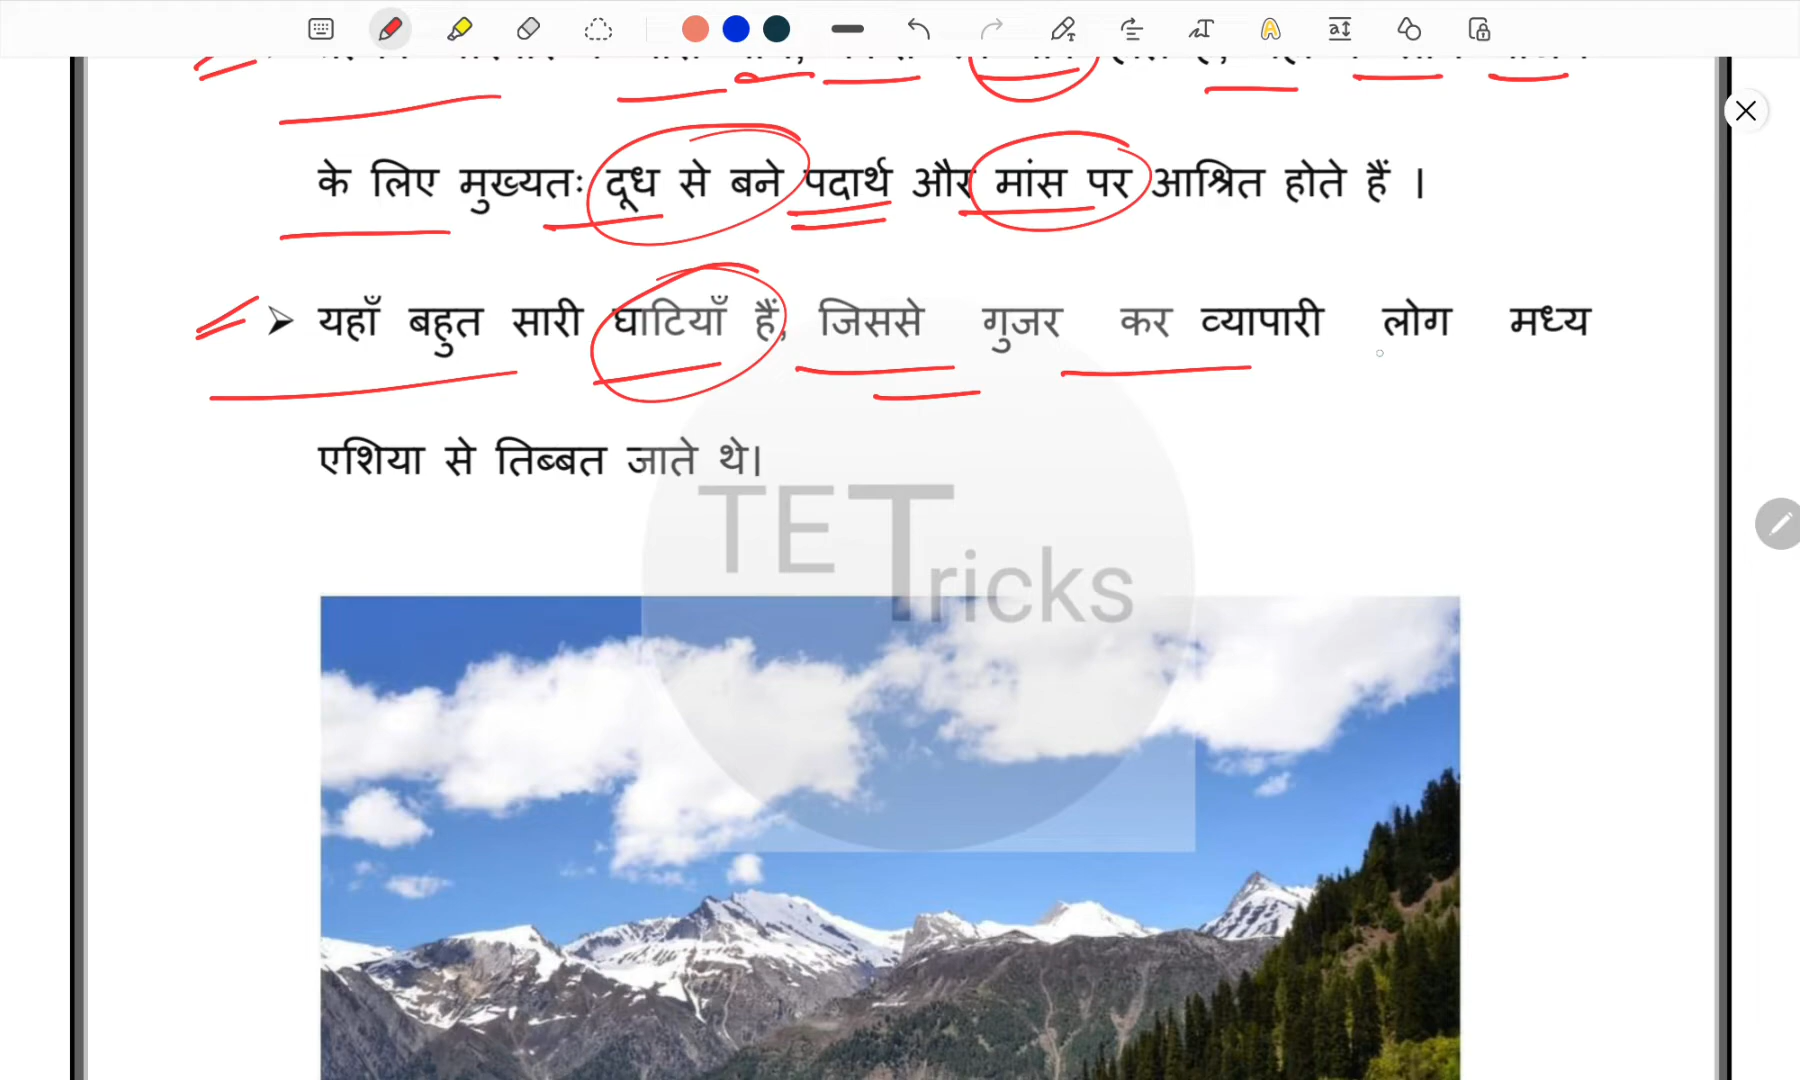 के लिए मुख्यतः दूध से बने पदार्थ और मांस पर आश्रित होते हैं ।
➢ यहाँ बहुत सारी घाटियाँ हैं, जिससे गुजर कर व्यापारी लोग मध्य
एशिया से तिब्बत जाते थे।
TETricks